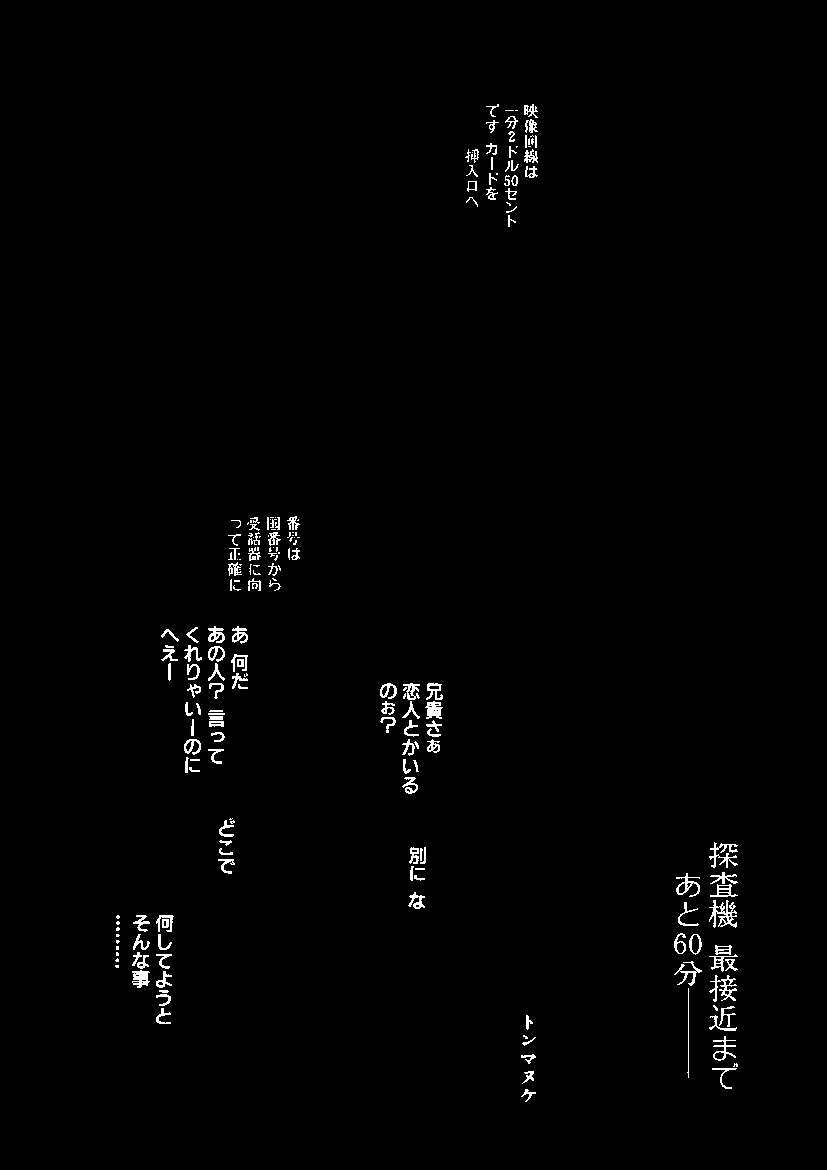 映像回線は
一分2ドル50セント
です カードを
挿入口へ
番号は
国番号から
受話器に向
って正確に
兄貴さぁ
恋人とかいる
のぉ?
あ 何だ
あの人? 言って
くれりゃいーのに
へえー
探査機 最接近まで
あと60分――
別に な
どこで
何してようと
そんな事
………
トンマヌケ